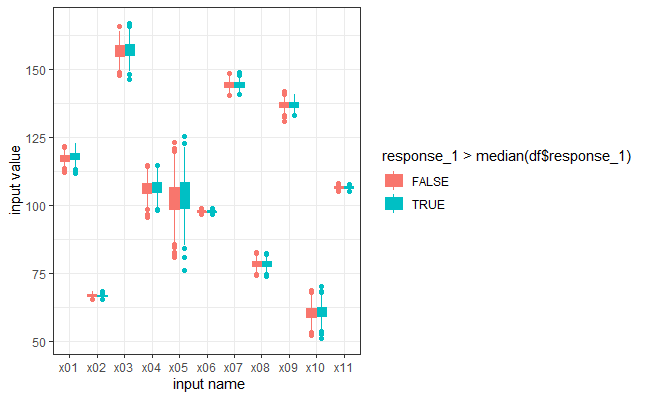 150
125
100
75
50
input value
x01 x02 x03 x04 x05 x06 x07 x08 x09 x10 x11
input name
response_1 > median(df$response_1)
FALSE
TRUE